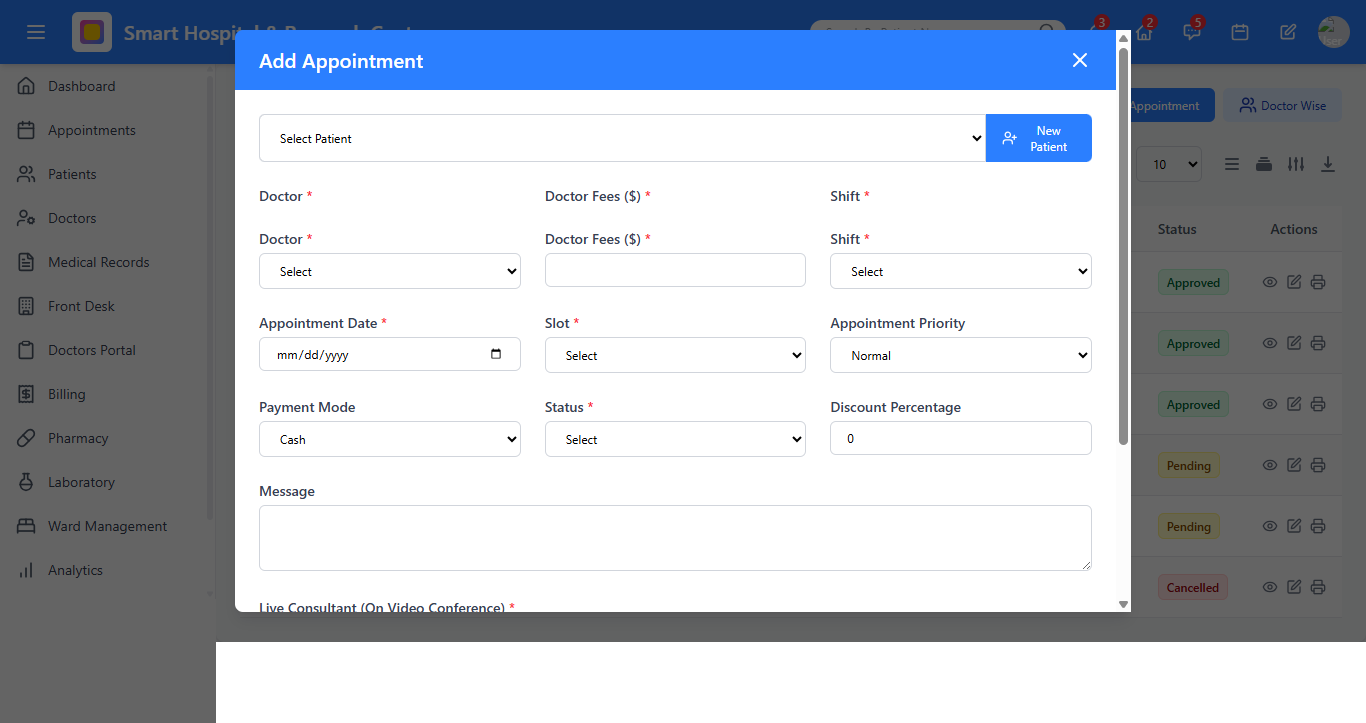 Smart Hospital & Research Center
3
2
5
Dashboard
Appointments
Patients
Doctors
Medical Records
Front Desk
Doctors Portal
Billing
Pharmacy
Laboratory
Ward Management
Analytics
Add Appointment
Select Patient
New
Patient
Doctor * Doctor Fees ($) * Shift *
Doctor * Doctor Fees ($) * Shift *
Select Select
Appointment Date * Slot * Appointment Priority
mm/dd/yyyy Select Normal
Payment Mode Status * Discount Percentage
Cash Select 0
Message
Live Consultant (On Video Conference) *
Appointment Doctor Wise
10
Status Actions
Approved
Approved
Approved
Pending
Pending
Cancelled